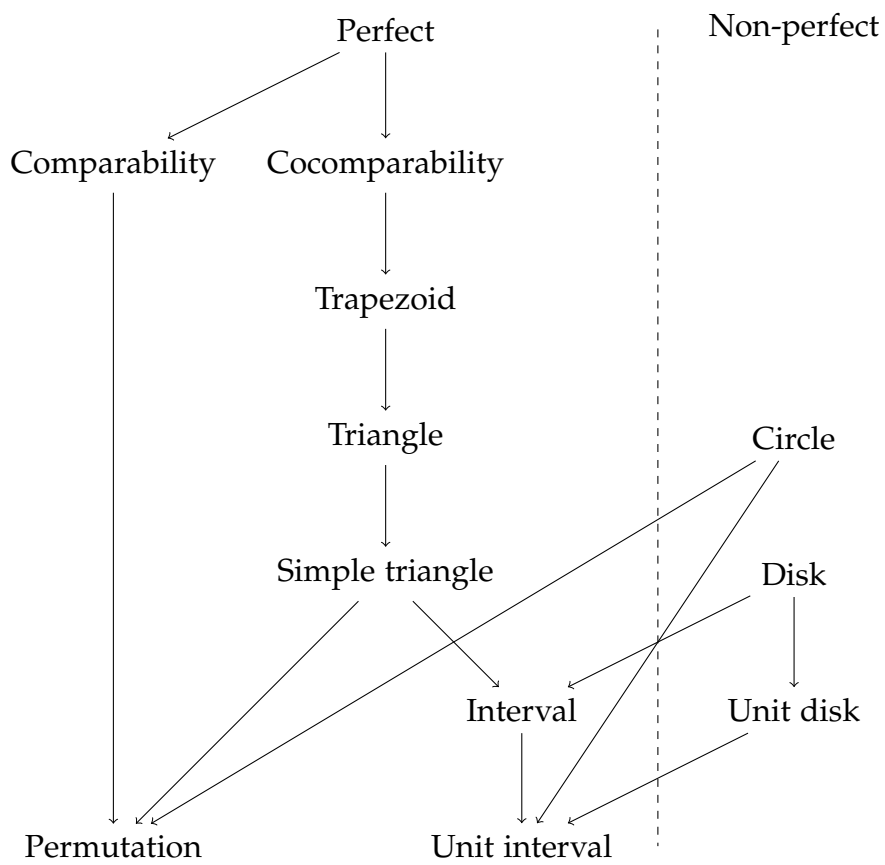 Perfect
Non-perfect
Comparability
Cocomparability
Trapezoid
Triangle
Circle
Simple triangle
Disk
Interval
Unit disk
Permutation
Unit interval